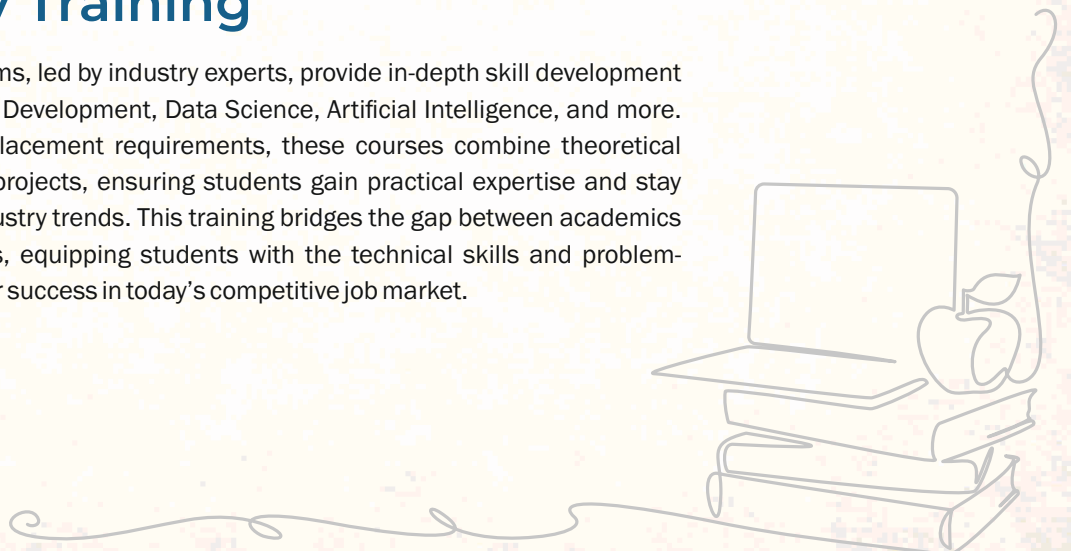 y Training
ms, led by industry experts, provide in-depth skill development
Development, Data Science, Artificial Intelligence, and more.
lacement requirements, these courses combine theoretical
projects, ensuring students gain practical expertise and stay
ustry trends. This training bridges the gap between academics
s, equipping students with the technical skills and problem-
r success in today's competitive job market.